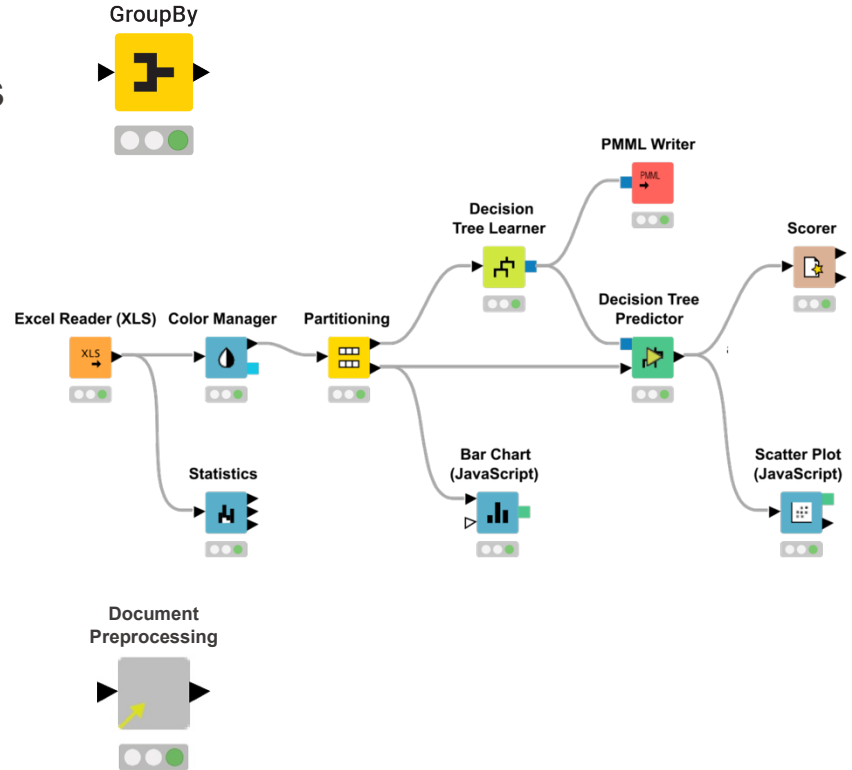 GroupBy
s
PMML Writer
PMML
Decision
Tree Learner
Scorer
Decision Tree
Predictor
Excel Reader (XLS)
Color Manager
Partitioning
XLS
Statistics
Bar Chart
(JavaScript)
Scatter Plot
(JavaScript)
Document
Preprocessing